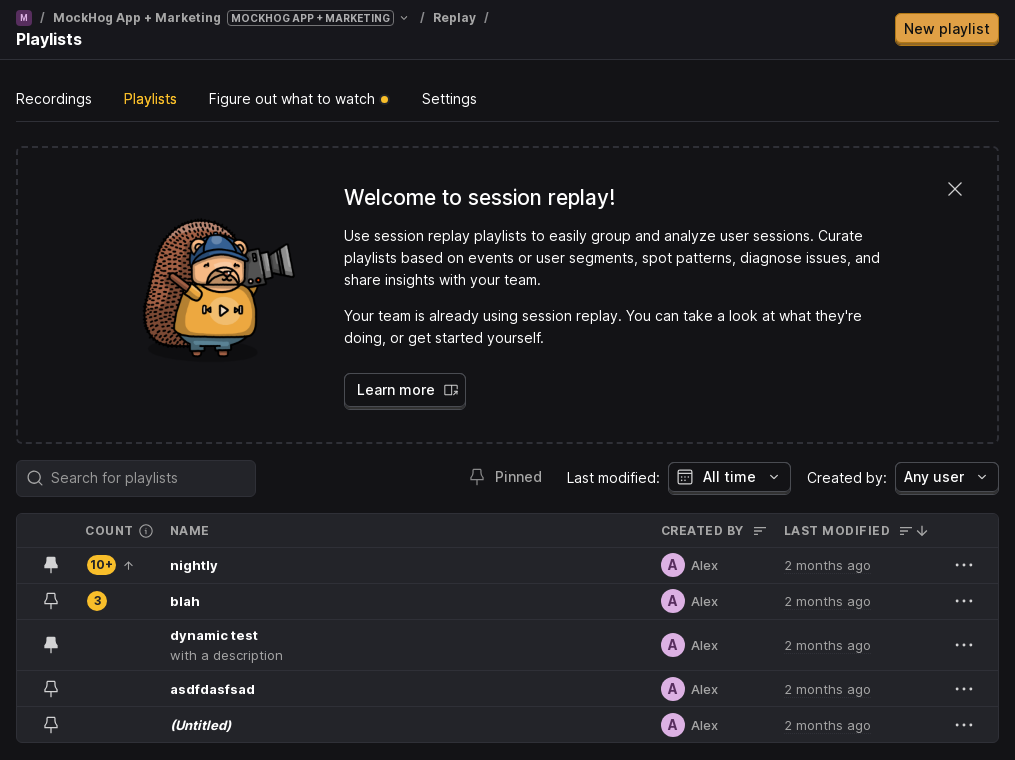 M / MockHog App + Marketing MOCKHOG APP + MARKETING / Replay /
Playlists
New playlist
Recordings Playlists Figure out what to watch Settings
Welcome to session replay!
Use session replay playlists to easily group and analyze user sessions. Curate
playlists based on events or user segments, spot patterns, diagnose issues, and
share insights with your team.
Your team is already using session replay. You can take a look at what they're
doing, or get started yourself.
Learn more
Search for playlists Pinned Last modified: All time Created by: Any user
COUNT NAME CREATED BY LAST MODIFIED
10+ nightly A Alex 2 months ago
3 blah A Alex 2 months ago
dynamic test
with a description
A Alex 2 months ago
asdfdasfsad A Alex 2 months ago
(Untitled) A Alex 2 months ago